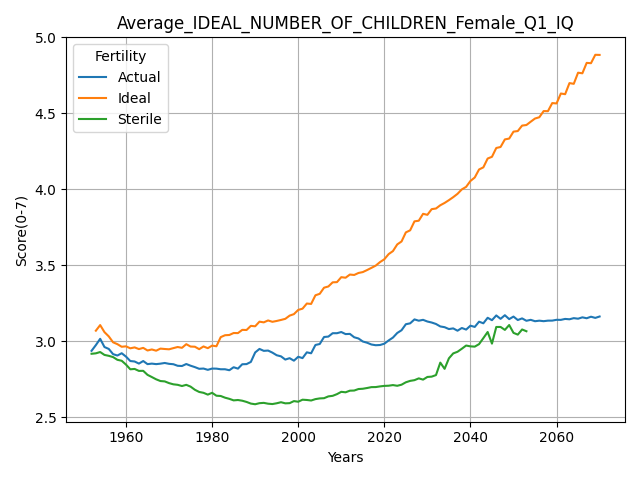 Average_IDEAL_NUMBER_OF_CHILDREN_Female_Q1_IQ
Fertility
Actual
Ideal
Sterile
5.0
4.5
4.0
3.5
3.0
2.5
Score(0-7)
1960 1980 2000 2020 2040 2060
Years